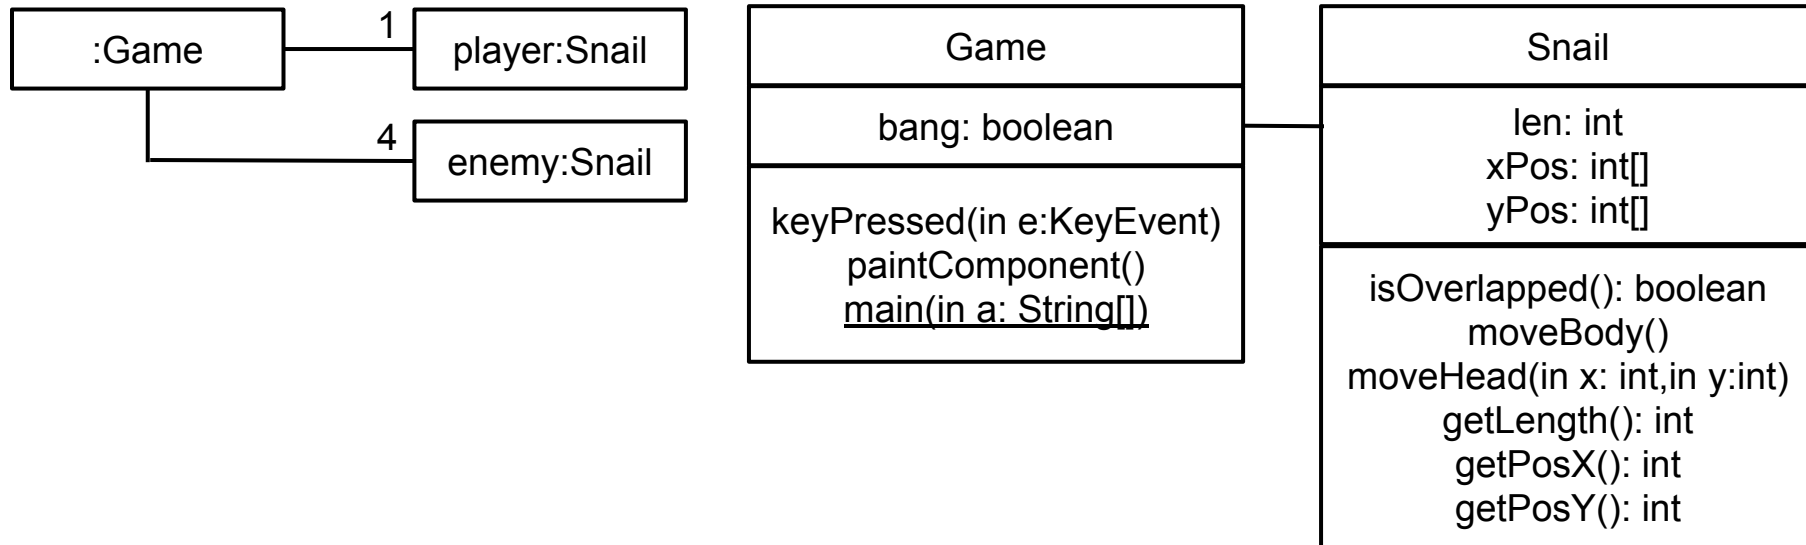 :Game
1
player:Snail
4
enemy:Snail
Game
bang: boolean
keyPressed(in e:KeyEvent)
paintComponent()
main(in a: String[])
Snail
len: int
xPos: int[]
yPos: int[]
isOverlapped(): boolean
moveBody()
moveHead(in x: int,in y:int)
getLength(): int
getPosX(): int
getPosY(): int